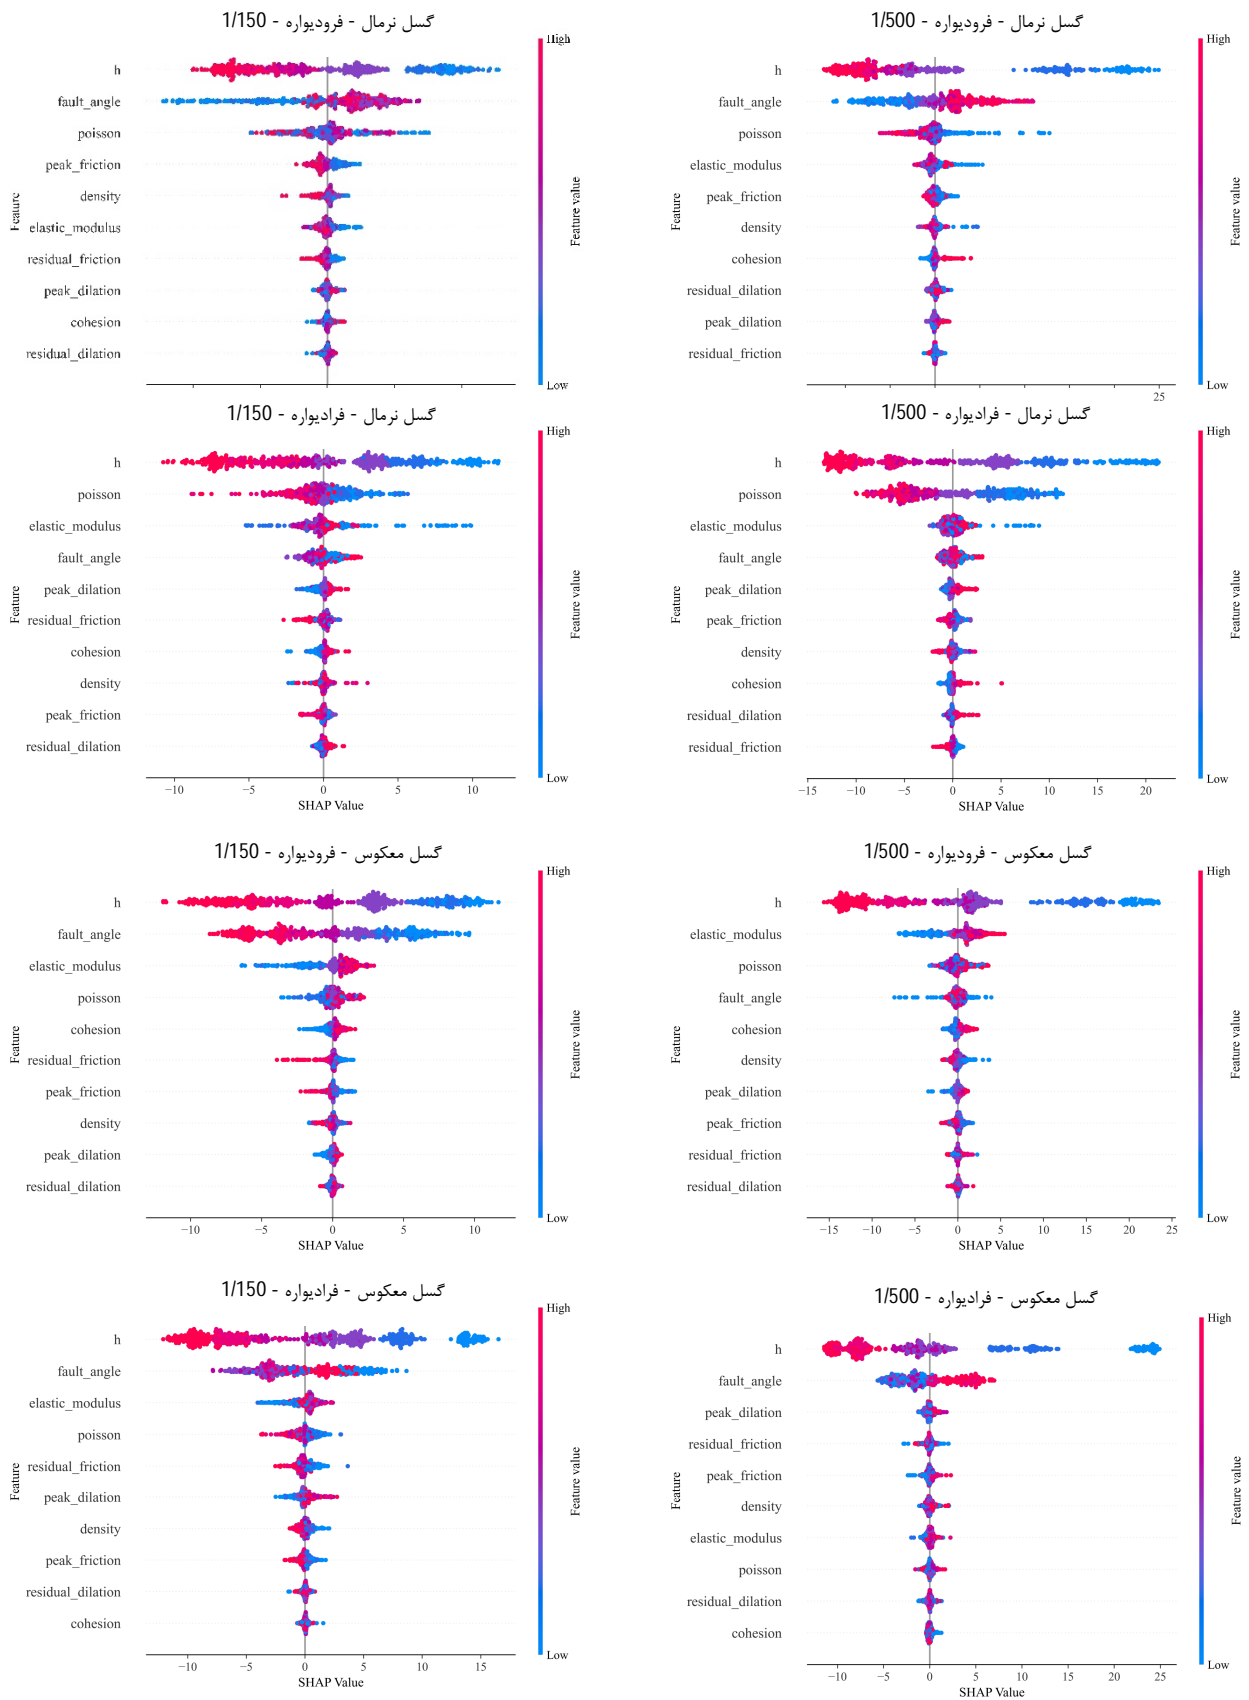 گسل نرمال - فرودیواره - 1/150
High
h
fault_angle
poisson
peak_friction
density
elastic_modulus
residual_friction
peak_dilation
cohesion
residual_dilation
Feature
Feature value
Low
گسل نرمال - فرودیواره - 1/500
High
h
fault_angle
poisson
elastic_modulus
peak_friction
density
cohesion
residual_dilation
peak_dilation
residual_friction
Feature
Feature value
Low
25
گسل نرمال - فرادیواره - 1/150
High
h
poisson
elastic_modulus
fault_angle
peak_dilation
residual_friction
cohesion
density
peak_friction
residual_dilation
Feature
Feature value
Low
−10 −5 0 5 10
SHAP Value
گسل نرمال - فرادیواره - 1/500
High
h
poisson
elastic_modulus
fault_angle
peak_dilation
peak_friction
density
cohesion
residual_dilation
residual_friction
Feature
Feature value
Low
−15 −10 −5 0 5 10 15 20
SHAP Value
گسل معکوس - فرودیواره - 1/150
High
h
fault_angle
elastic_modulus
poisson
cohesion
residual_friction
peak_friction
density
peak_dilation
residual_dilation
Feature
Feature value
Low
−10 −5 0 5 10
SHAP Value
گسل معکوس - فرودیواره - 1/500
High
h
elastic_modulus
poisson
fault_angle
cohesion
density
peak_dilation
peak_friction
residual_friction
residual_dilation
Feature
Feature value
Low
−15 −10 −5 0 5 10 15 20 25
SHAP Value
گسل معکوس - فرادیواره - 1/150
High
h
fault_angle
elastic_modulus
poisson
residual_friction
peak_dilation
density
peak_friction
residual_dilation
cohesion
Feature
Feature value
Low
−10 −5 0 5 10 15
SHAP Value
گسل معکوس - فرادیواره - 1/500
High
h
fault_angle
peak_dilation
residual_friction
peak_friction
density
elastic_modulus
poisson
residual_dilation
cohesion
Feature
Feature value
Low
−10 −5 0 5 10 15 20 25
SHAP Value